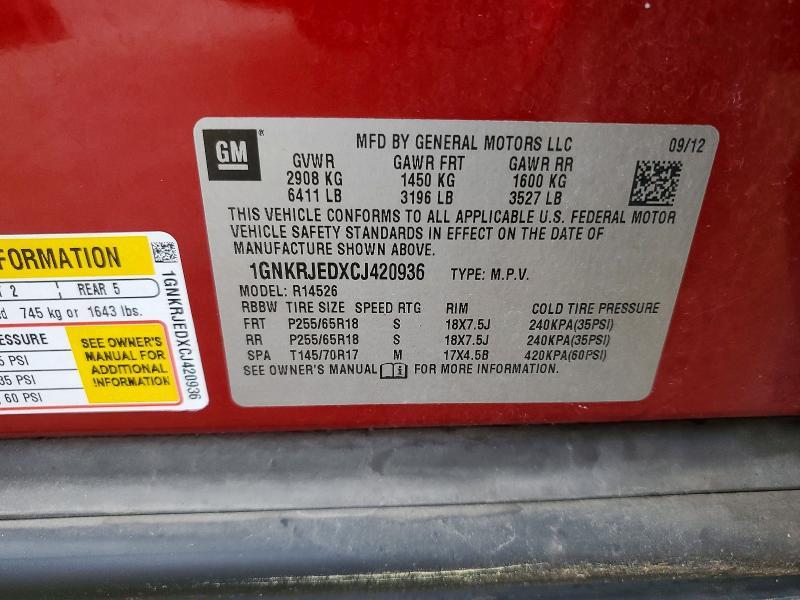 GM
MFD BY GENERAL MOTORS LLC 09/12
GVWR GAWR FRT GAWR RR
2908 KG 1450 KG 1600 KG
6411 LB 3196 LB 3527 LB
THIS VEHICLE CONFORMS TO ALL APPLICABLE U.S. FEDERAL MOTOR
VEHICLE SAFETY STANDARDS IN EFFECT ON THE DATE OF
MANUFACTURE SHOWN ABOVE.
1GNKRJEDXCJ420936 TYPE: M.P.V.
MODEL: R14526
RBBW TIRE SIZE SPEED RTG RIM COLD TIRE PRESSURE
FRT P255/65R18 S 18X7.5J 240KPA(35PSI)
RR P255/65R18 S 18X7.5J 240KPA(35PSI)
SPA T145/70R17 M 17X4.5B 420KPA(60PSI)
SEE OWNER'S MANUAL FOR MORE INFORMATION.
FORMATION
2 REAR 5
745 kg or 1643 lbs.
ESSURE
5 PSI
35 PSI
, 60 PSI
SEE OWNER'S
MANUAL FOR
ADDITIONAL
INFORMATION
1GNKRJEDXCJ420936